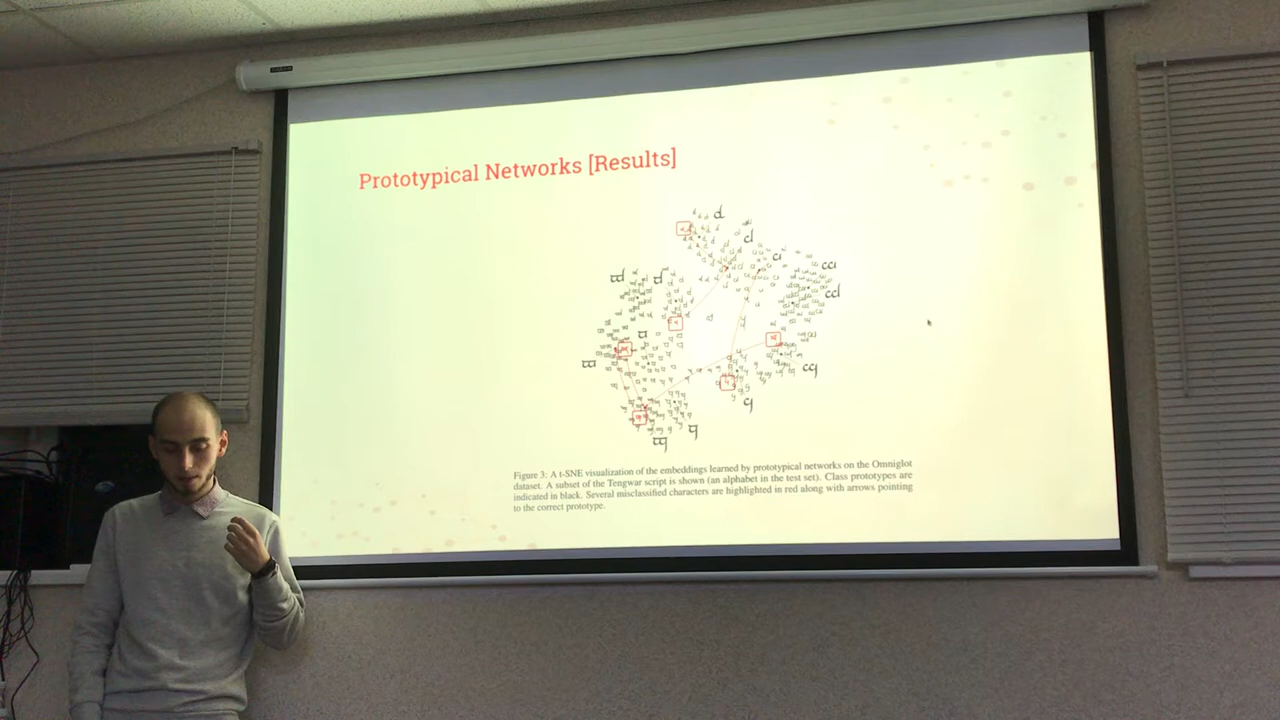 Prototypical Networks [Results]
Figure 3: A t-SNE visualization of the embeddings learned by prototypical networks on the Omniglot
dataset. A subset of the Tengwar script is shown (an alphabet in the test set). Class prototypes are
indicated in black. Several misclassified characters are highlighted in red along with arrows pointing
to the correct prototype.